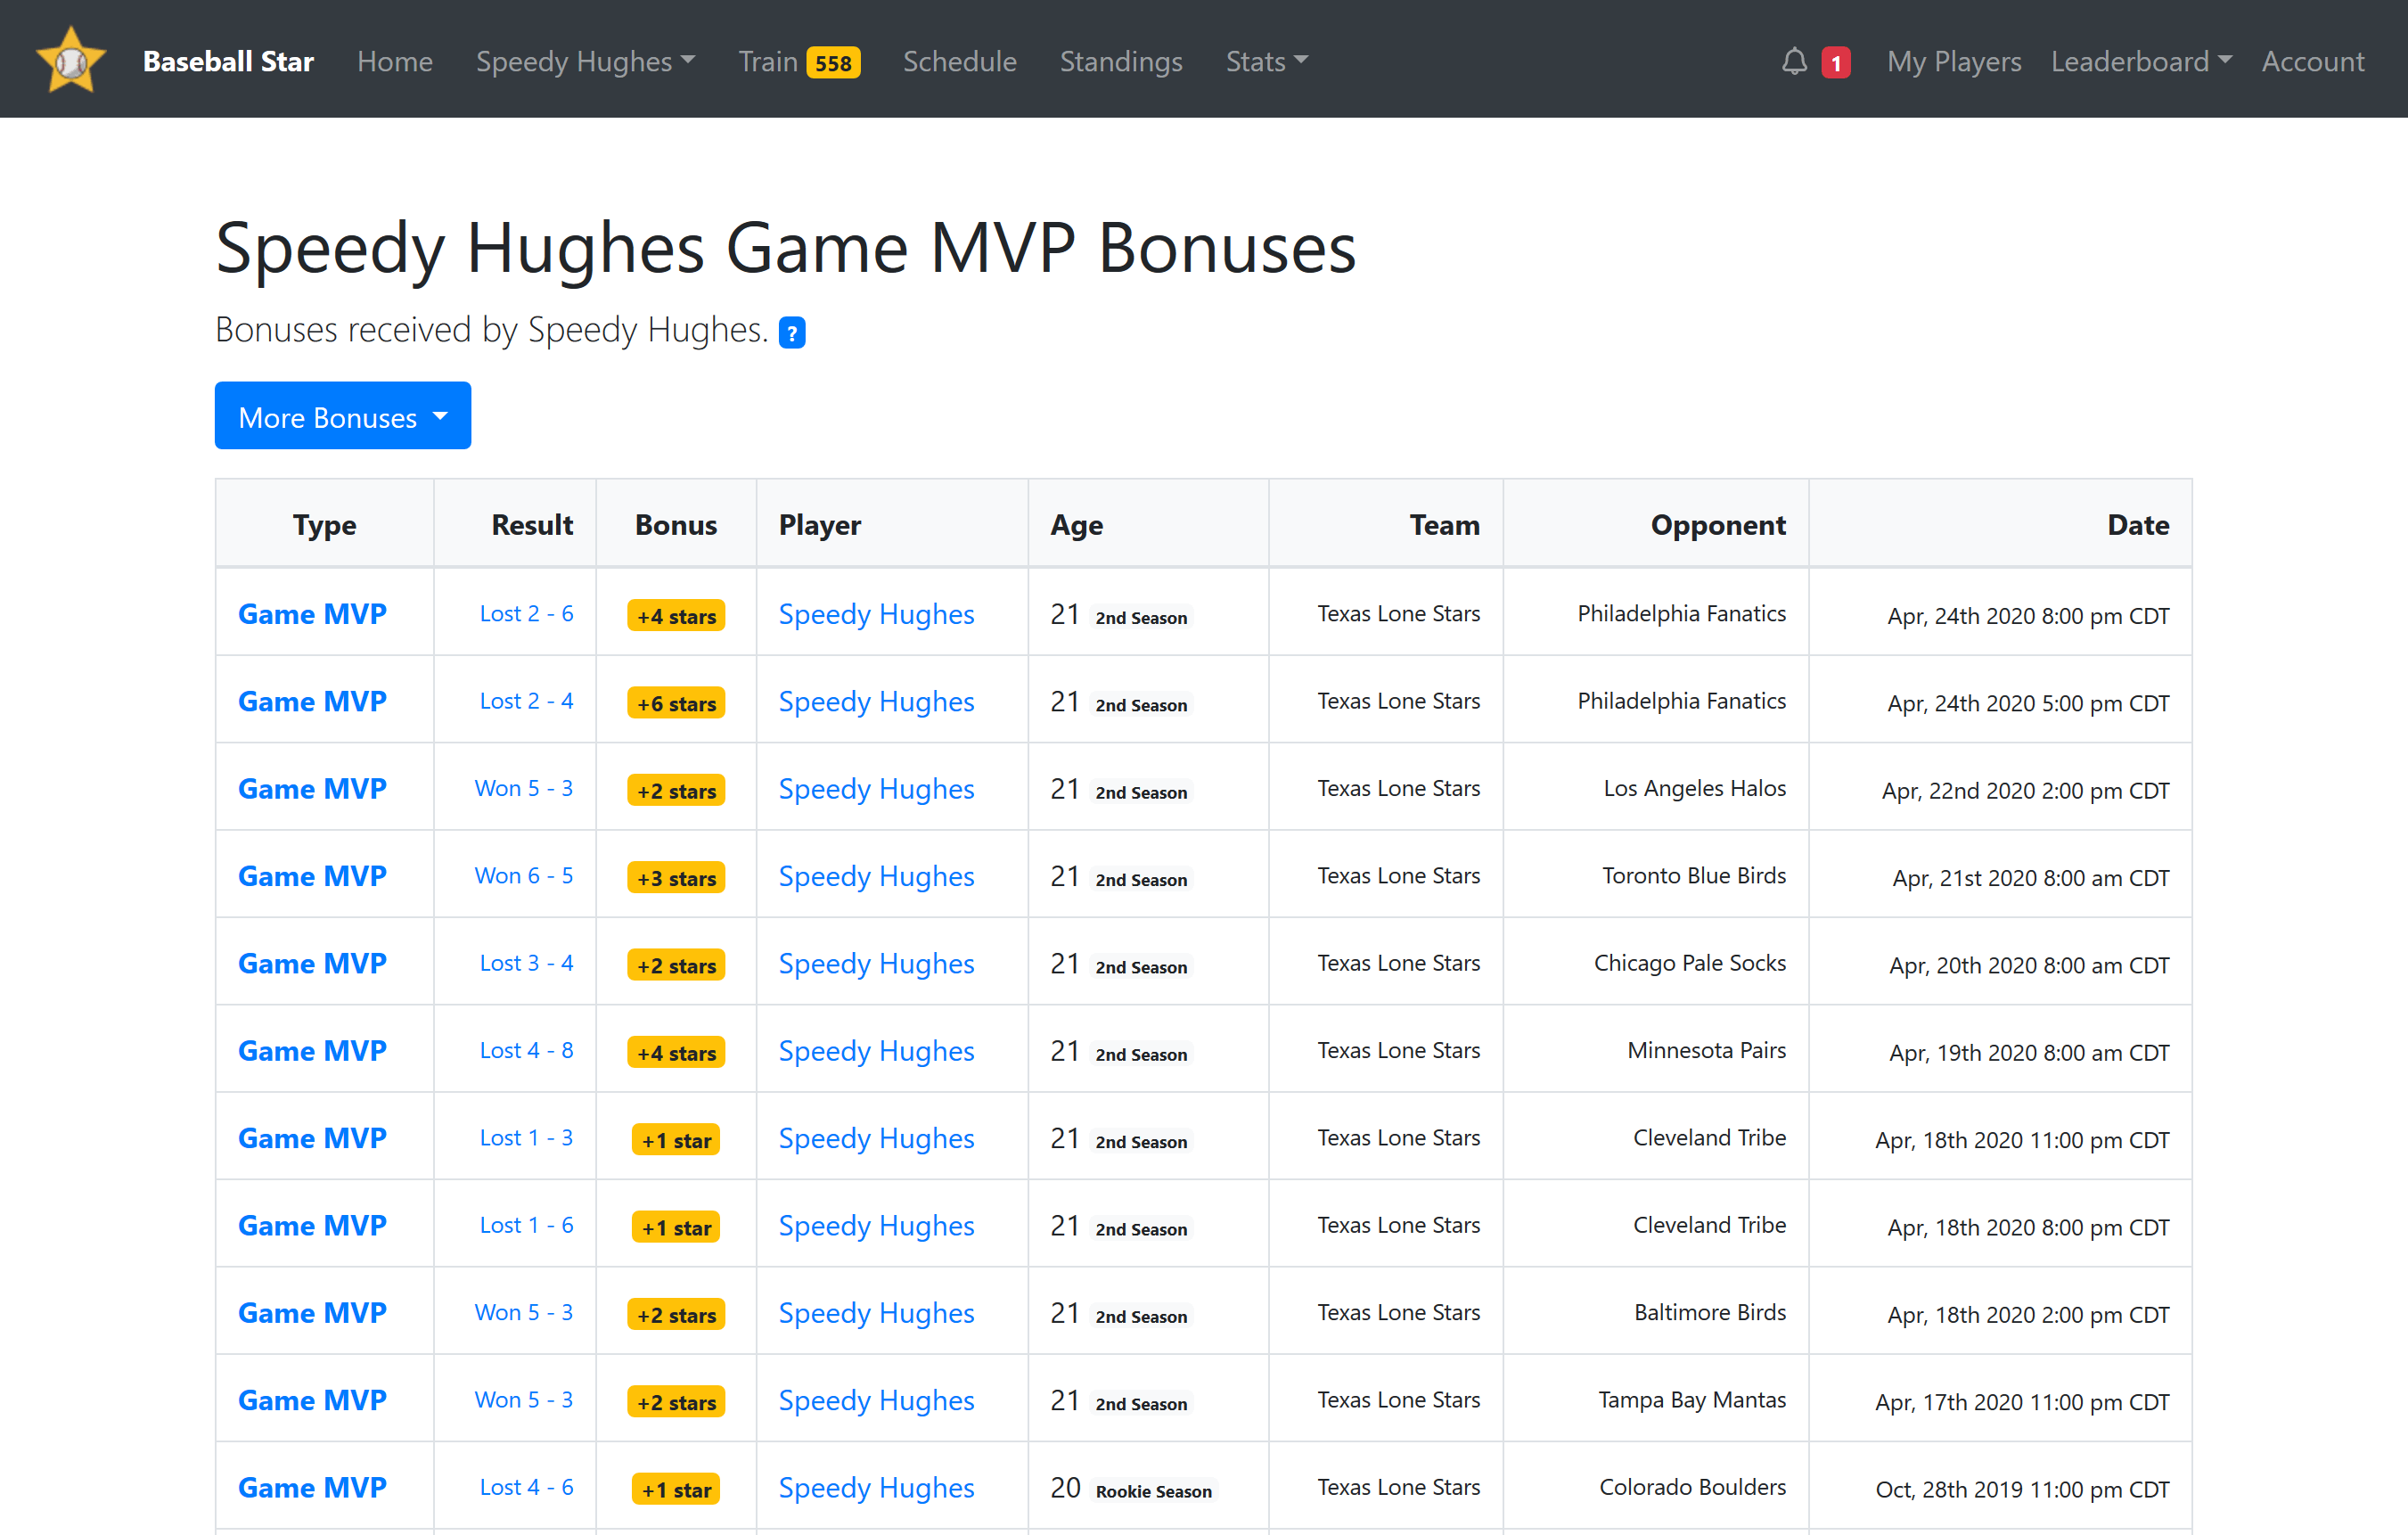 Baseball Star Home Speedy Hughes Train 558 Schedule Standings Stats 1 My Players Leaderboard Account
Speedy Hughes Game MVP Bonuses
Bonuses received by Speedy Hughes. ?
More Bonuses
Type Result Bonus Player Age Team Opponent Date
Game MVP Lost 2 - 6 +4 stars Speedy Hughes 21 2nd Season Texas Lone Stars Philadelphia Fanatics Apr, 24th 2020 8:00 pm CDT
Game MVP Lost 2 - 4 +6 stars Speedy Hughes 21 2nd Season Texas Lone Stars Philadelphia Fanatics Apr, 24th 2020 5:00 pm CDT
Game MVP Won 5 - 3 +2 stars Speedy Hughes 21 2nd Season Texas Lone Stars Los Angeles Halos Apr, 22nd 2020 2:00 pm CDT
Game MVP Won 6 - 5 +3 stars Speedy Hughes 21 2nd Season Texas Lone Stars Toronto Blue Birds Apr, 21st 2020 8:00 am CDT
Game MVP Lost 3 - 4 +2 stars Speedy Hughes 21 2nd Season Texas Lone Stars Chicago Pale Socks Apr, 20th 2020 8:00 am CDT
Game MVP Lost 4 - 8 +4 stars Speedy Hughes 21 2nd Season Texas Lone Stars Minnesota Pairs Apr, 19th 2020 8:00 am CDT
Game MVP Lost 1 - 3 +1 star Speedy Hughes 21 2nd Season Texas Lone Stars Cleveland Tribe Apr, 18th 2020 11:00 pm CDT
Game MVP Lost 1 - 6 +1 star Speedy Hughes 21 2nd Season Texas Lone Stars Cleveland Tribe Apr, 18th 2020 8:00 pm CDT
Game MVP Won 5 - 3 +2 stars Speedy Hughes 21 2nd Season Texas Lone Stars Baltimore Birds Apr, 18th 2020 2:00 pm CDT
Game MVP Won 5 - 3 +2 stars Speedy Hughes 21 2nd Season Texas Lone Stars Tampa Bay Mantas Apr, 17th 2020 11:00 pm CDT
Game MVP Lost 4 - 6 +1 star Speedy Hughes 20 Rookie Season Texas Lone Stars Colorado Boulders Oct, 28th 2019 11:00 pm CDT